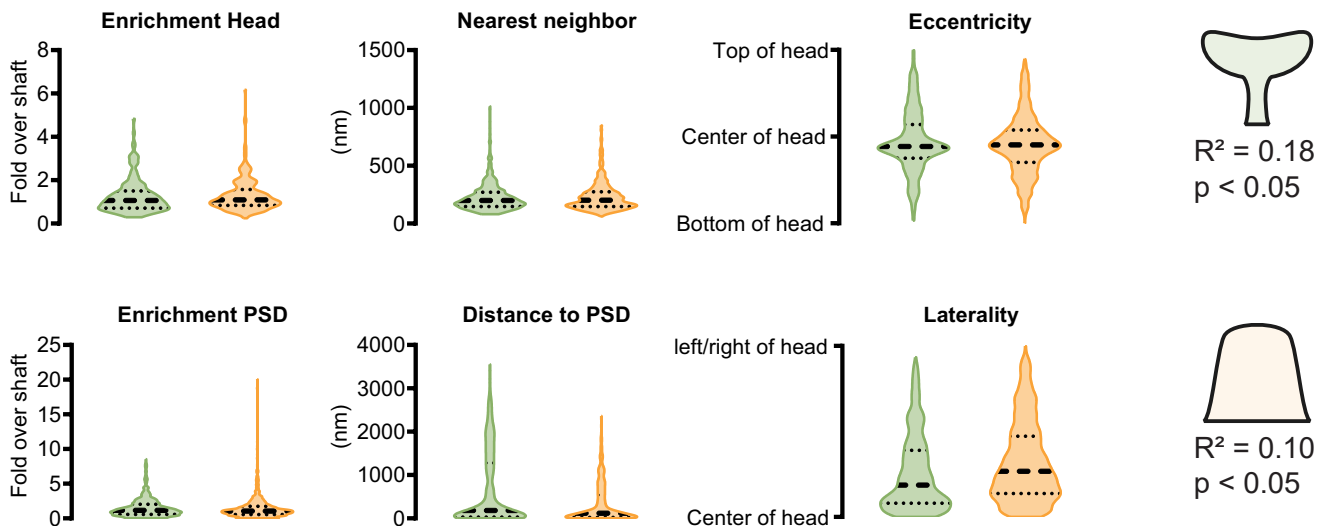 Enrichment Head
Fold over shaft
8
6
4
2
0
Nearest neighbor
(nm)
1500
1000
500
0
Eccentricity
Top of head
Center of head
Bottom of head
R² = 0.18
p < 0.05
Enrichment PSD
Fold over shaft
25
20
15
10
5
0
Distance to PSD
(nm)
4000
3000
2000
1000
0
Laterality
left/right of head
Center of head
R² = 0.10
p < 0.05